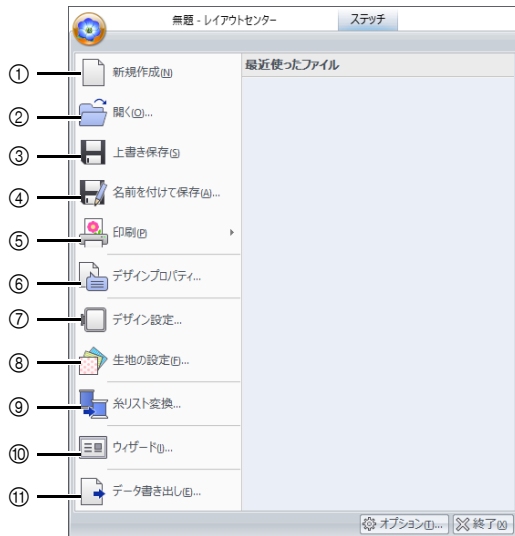 無題 - レイアウトセンター
ステッチ
最近使ったファイル
① 新規作成(N)
② 開く(O)...
③ 上書き保存(S)
④ 名前を付けて保存(A)...
⑤ 印刷(P)
⑥ デザインプロパティ...
⑦ デザイン設定...
⑧ 生地の設定(F)...
⑨ 糸リスト変換...
⑩ ウィザード(I)...
⑪ データ書き出し(E)...
オプション(T)... 終了(X)